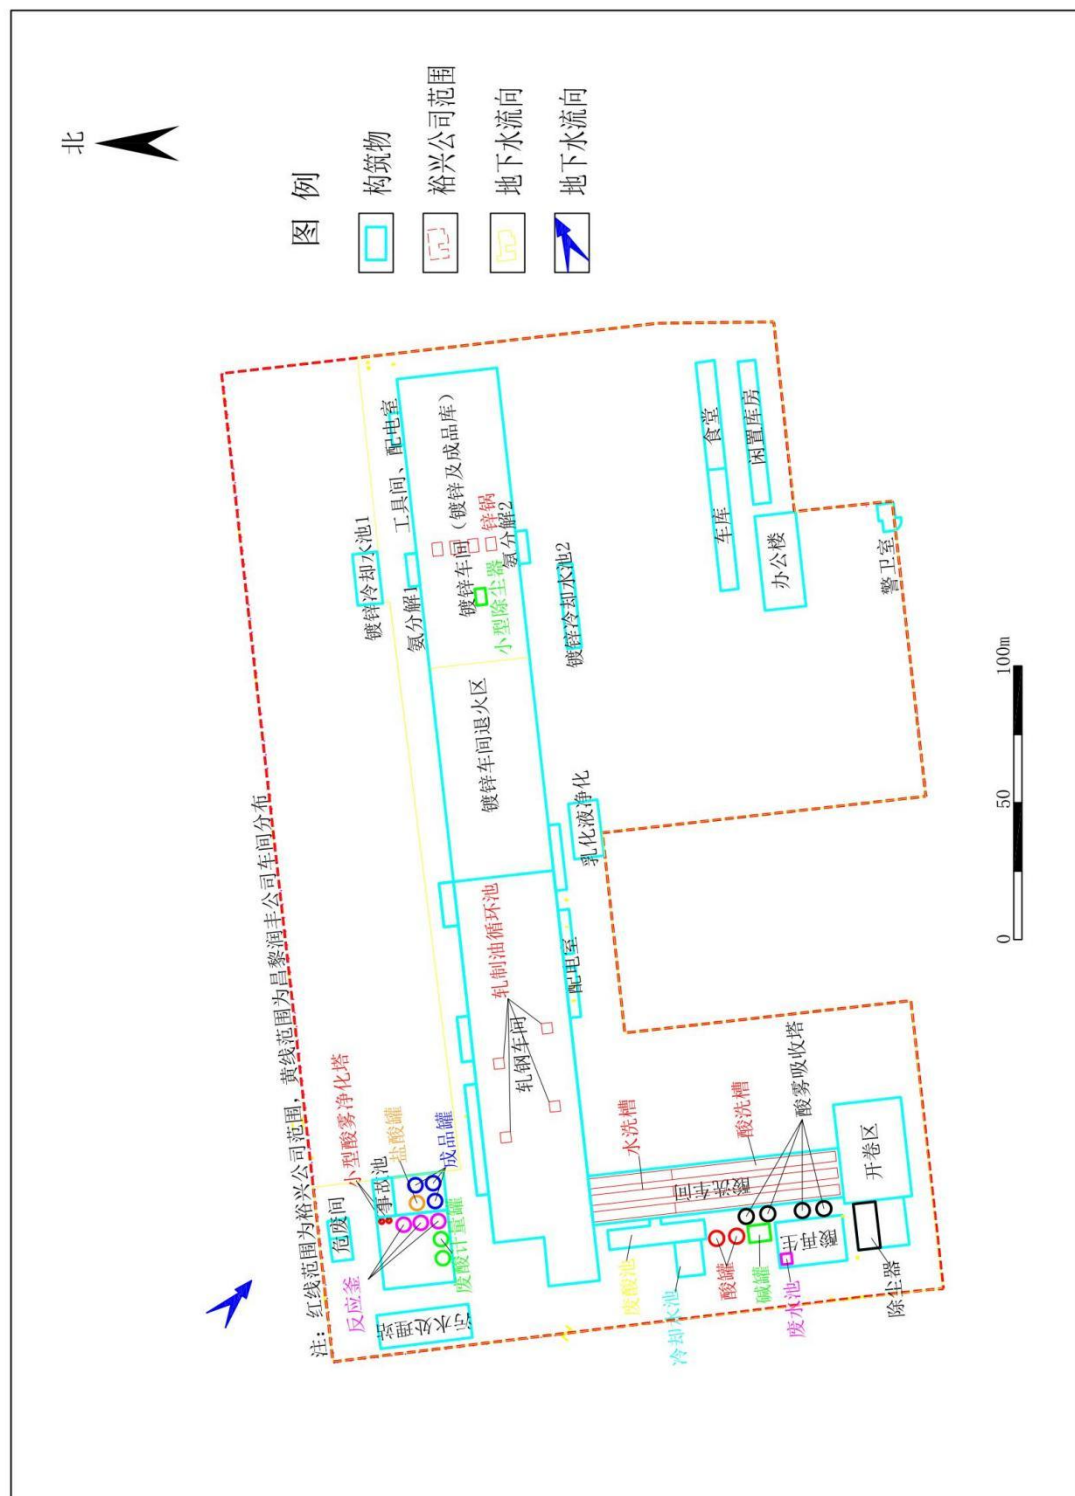 北
图 例
构筑物
裕兴公司范围
地下水流向
地下水流向
注：红线范围为裕兴公司范围，黄线范围为昌黎润丰公司车间分布
危废间
小型酸雾净化塔
事故池
盐酸罐
成品罐
反应釜
废酸计量罐
污水处理站
镀锌冷却水池1
工具间、配电室
氨分解1
镀锌车间（镀锌及成品库）
锌锅
小型除尘器
氨分解2
镀锌冷却水池2
镀锌车间退火区
轧制油循环池
轧钢车间
配电室
乳化液净化
食堂
车库
闲置库房
办公楼
警卫室
水洗槽
酸洗槽
酸洗车间
酸雾吸收塔
开卷区
废酸池
冷却水池
酸罐
碱罐
酸再生
废水池
除尘器
0
50
100m